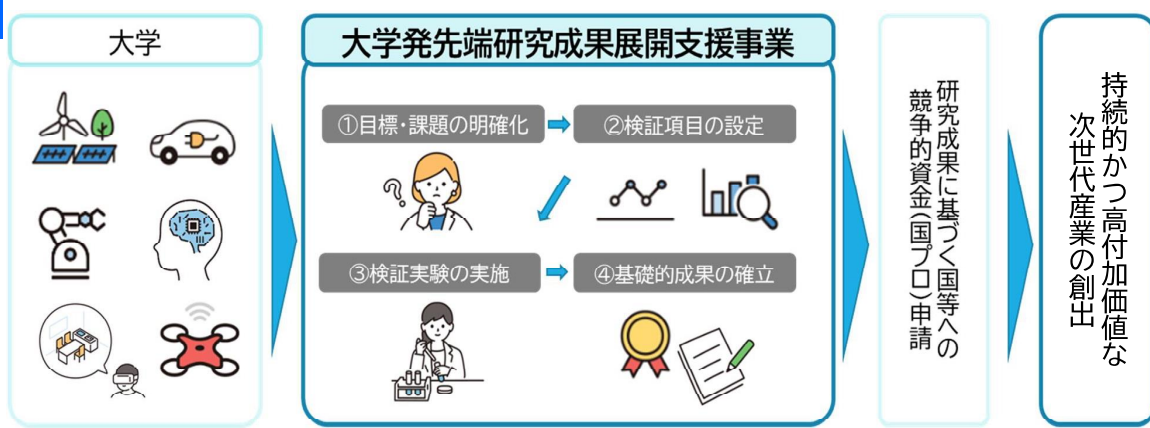 大学
大学発先端研究成果展開支援事業
①目標・課題の明確化
②検証項目の設定
?
③検証実験の実施
④基礎的成果の確立
研究成果に基づく国等への
競争的資金(国プロ)申請
持続的かつ高付加価値な
次世代産業の創出